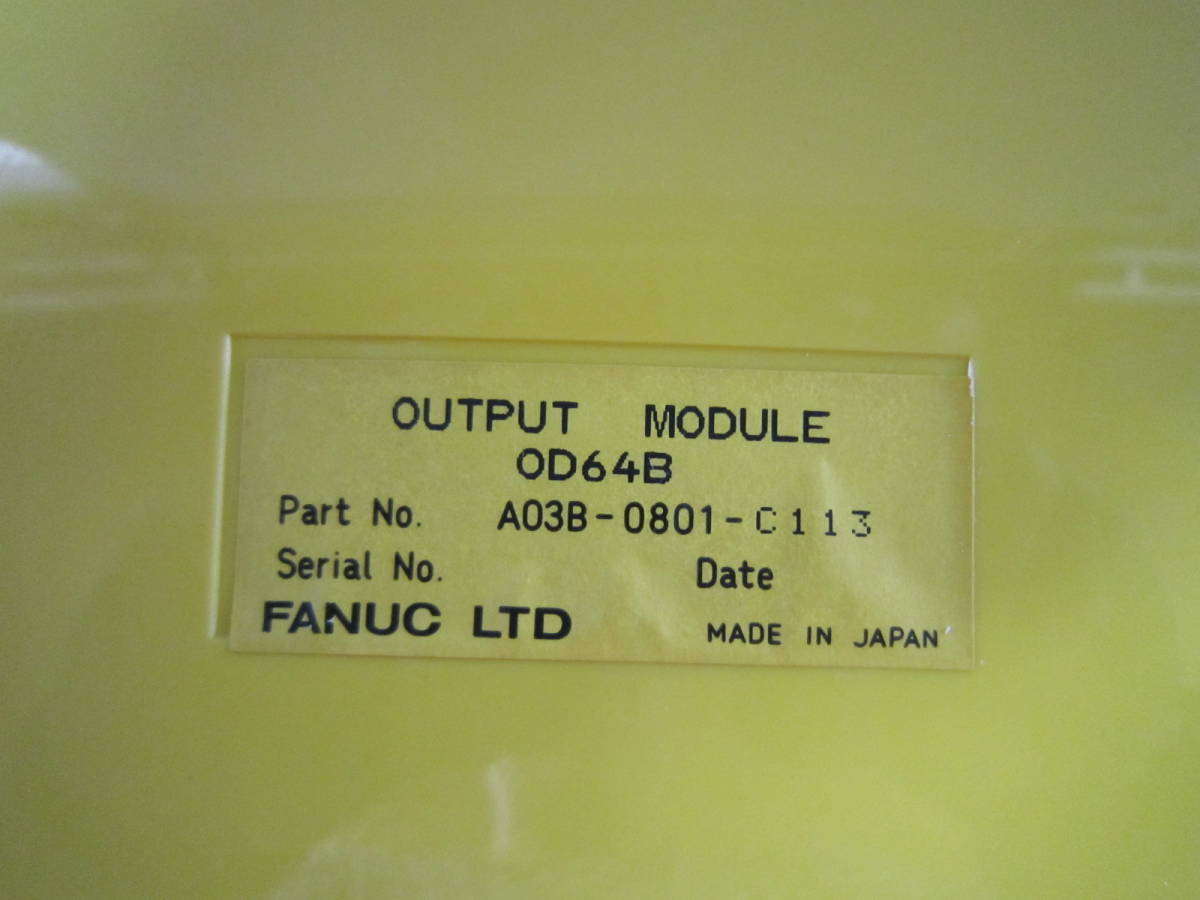 OUTPUT MODULE
OD64B
Part No. A03B-0801-C113
Serial No. Date
FANUC LTD MADE IN JAPAN